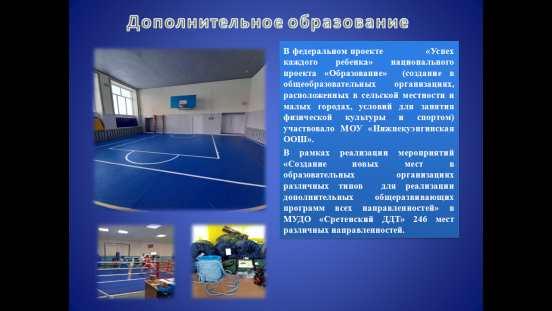 Дополнительное образование
В федеральном проекте «Успех
каждого ребенка» национального
проекта «Образование» (создание в
общеобразовательных организациях,
расположенных в сельской местности и
малых городах, условий для занятия
физической культуры и спортом)
участвовало МОУ «Нижнекуэнгинская
ООШ».
В рамках реализации мероприятий
«Создание новых мест в
образовательных организациях
различных типов для реализации
дополнительных общеразвивающих
программ всех направленностей» в
МУДО «Сретенский ДДТ» 246 мест
различных направленностей.